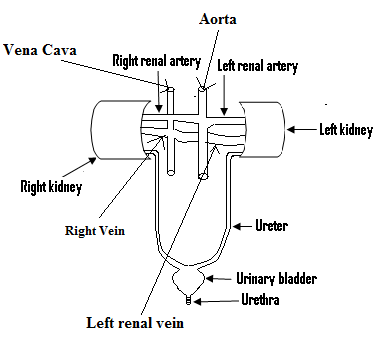 Aorta
Vena Cava
Right renal artery
Left renal artery
Left kidney
Right kidney
Right Vein
Ureter
Urinary bladder
Urethra
Left renal vein